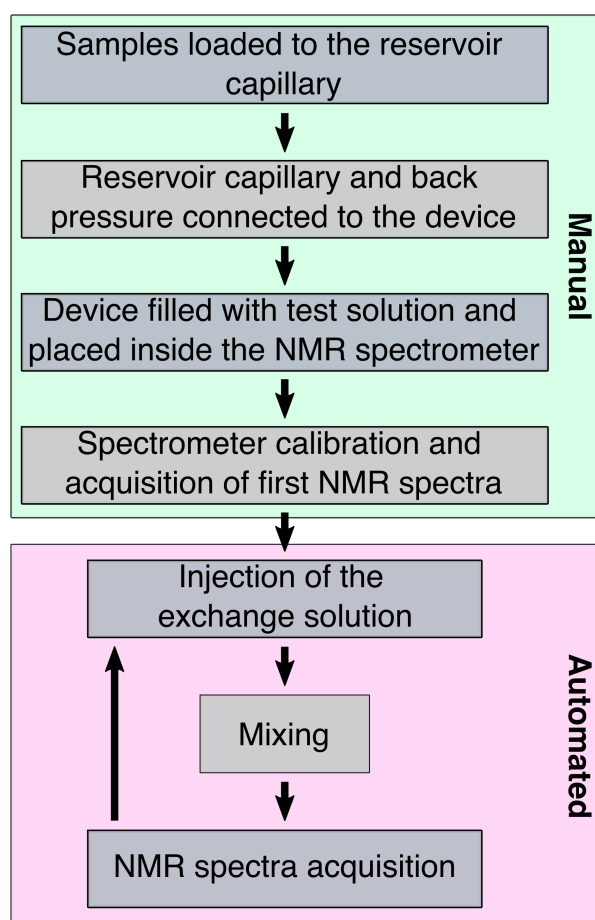 Samples loaded to the reservoir
capillary
Reservoir capillary and back
pressure connected to the device
Manual
Device filled with test solution and
placed inside the NMR spectrometer
Spectrometer calibration and
acquisition of first NMR spectra
Injection of the
exchange solution
Automated
Mixing
NMR spectra acquisition